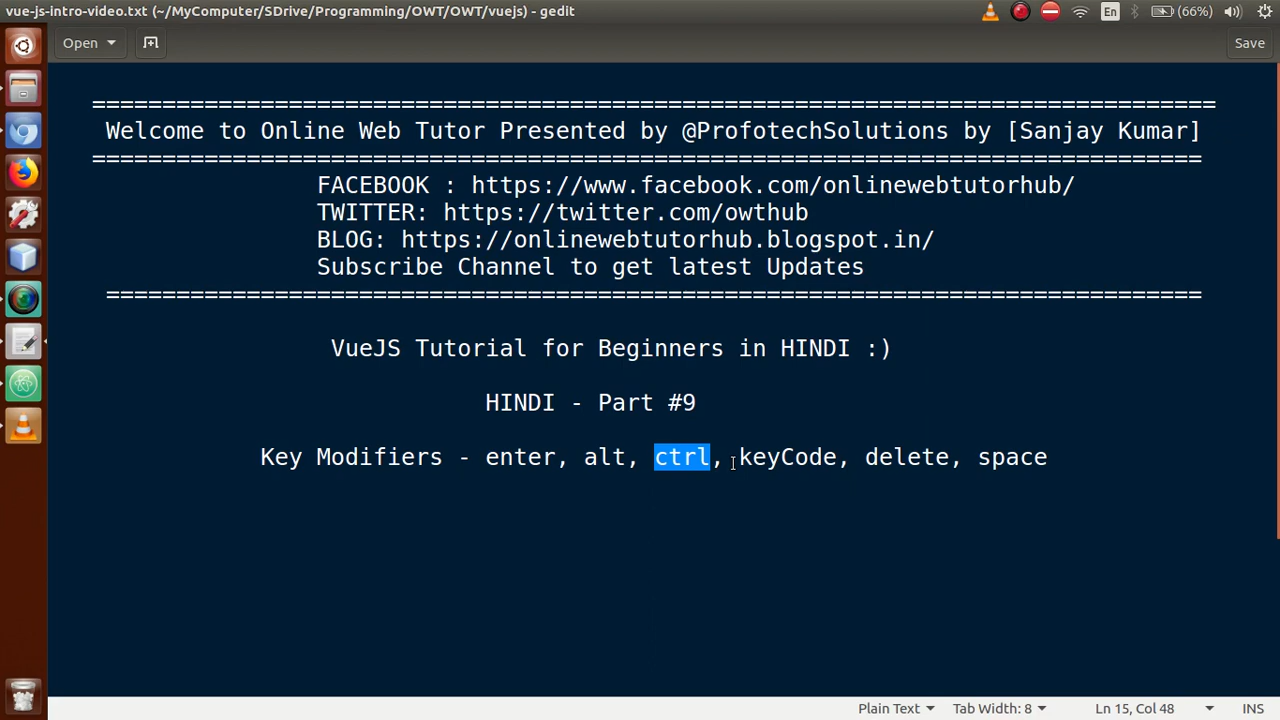 vue-js-intro-video.txt (~/MyComputer/SDrive/Programming/OWT/OWT/vuejs) - gedit
En
(66%)
Open
Save
================================================================================
Welcome to Online Web Tutor Presented by @ProfotechSolutions by [Sanjay Kumar]
===============================================================================
FACEBOOK : https://www.facebook.com/onlinewebtutorhub/
TWITTER: https://twitter.com/owthub
BLOG: https://onlinewebtutorhub.blogspot.in/
Subscribe Channel to get latest Updates
==============================================================================
VueJS Tutorial for Beginners in HINDI :)
HINDI - Part #9
Key Modifiers - enter, alt, ctrl, keyCode, delete, space
Plain Text
Tab Width: 8
Ln 15, Col 48
INS